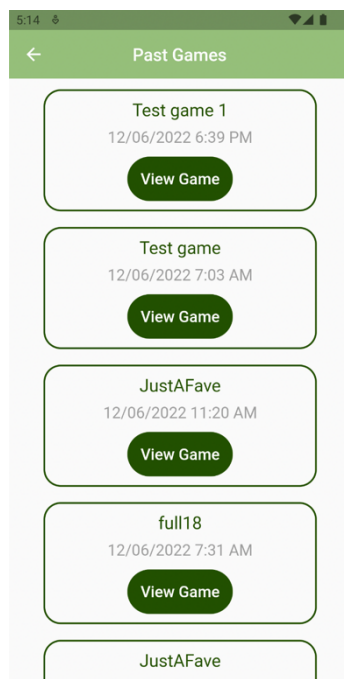 5:14
Past Games
Test game 1
12/06/2022 6:39 PM
View Game
Test game
12/06/2022 7:03 AM
View Game
JustAFave
12/06/2022 11:20 AM
View Game
full18
12/06/2022 7:31 AM
View Game
JustAFave